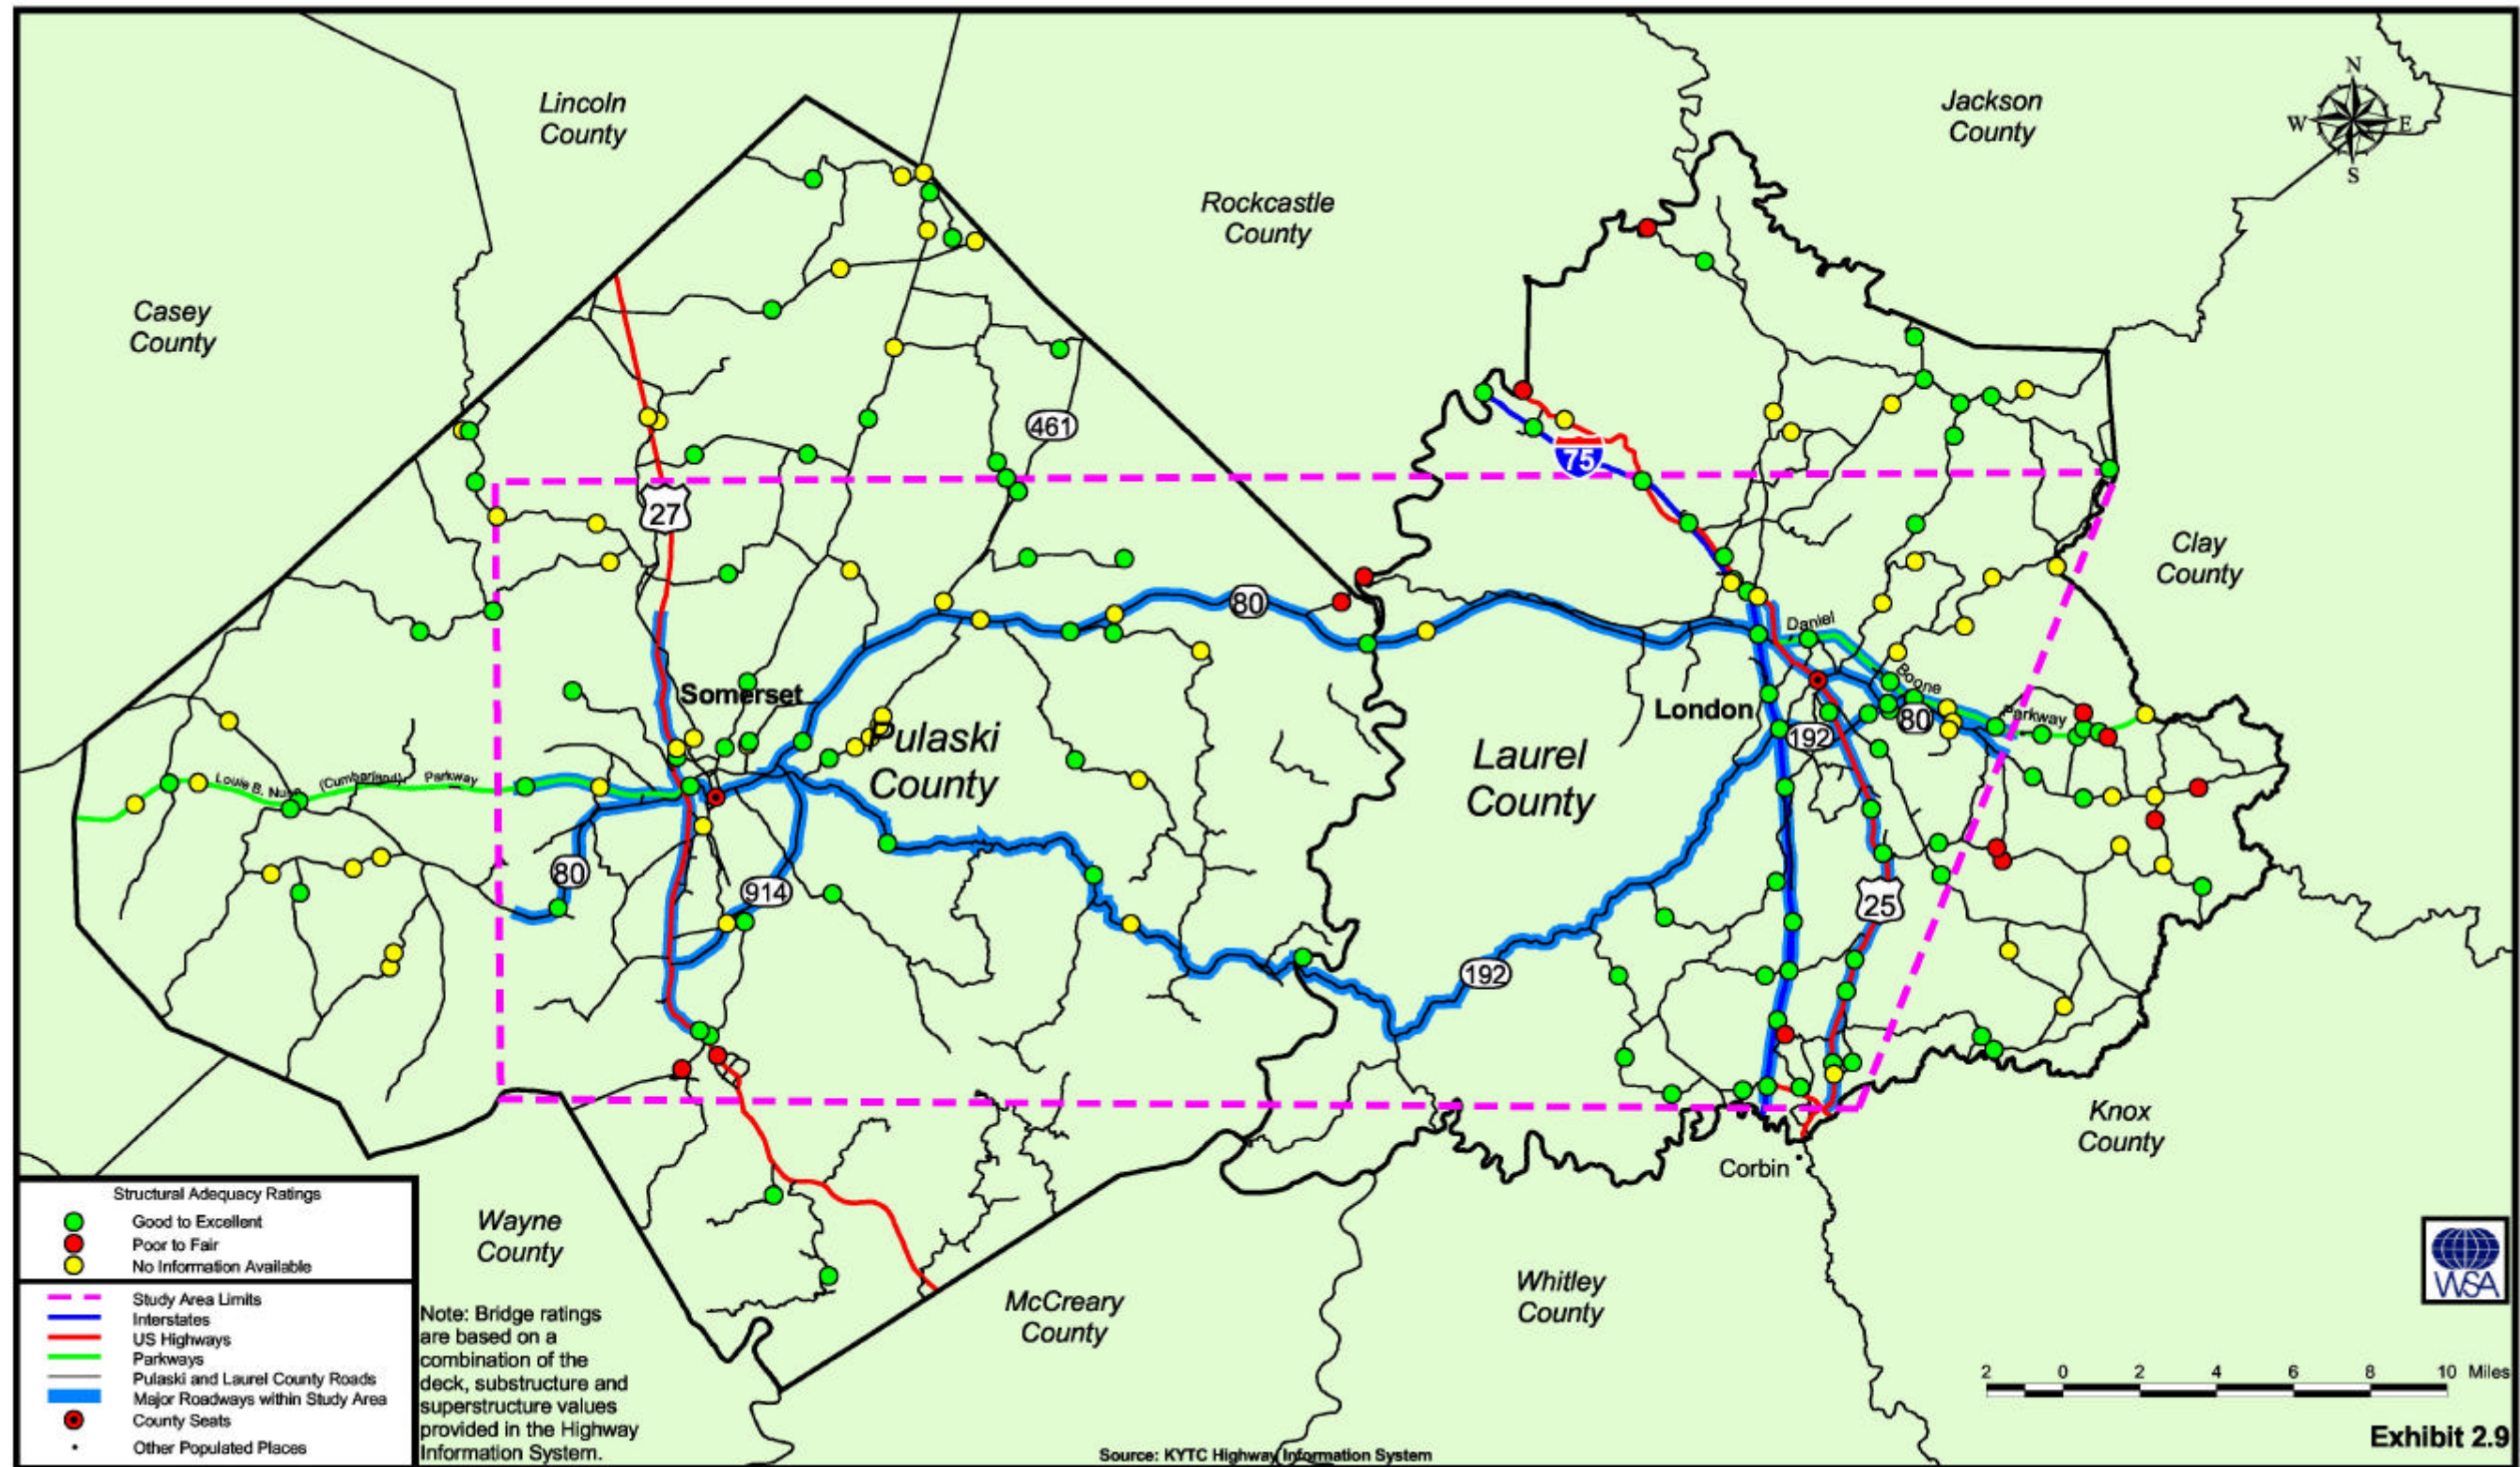 Lincoln
County
Jackson
County
N
W
E
S
Rockcastle
County
Casey
County
461
75
27
Clay
County
80
Daniel
Somerset
Boone
London
Parkway
80
192
Pulaski
County
Laurel
County
Louie B.
(Cumberland)
Parkway
80
914
25
192
Knox
County
Corbin
Structural Adequacy Ratings
Good to Excellent
Poor to Fair
No Information Available
Study Area Limits
Interstates
US Highways
Parkways
Pulaski and Laurel County Roads
Major Roadways within Study Area
County Seats
Other Populated Places
Wayne
County
Note: Bridge ratings
are based on a
combination of the
deck, substructure and
superstructure values
provided in the Highway
Information System.
McCreary
County
Whitley
County
WSA
2 0 2 4 6 8 10 Miles
Exhibit 2.9
Source: KYTC Highway Information System